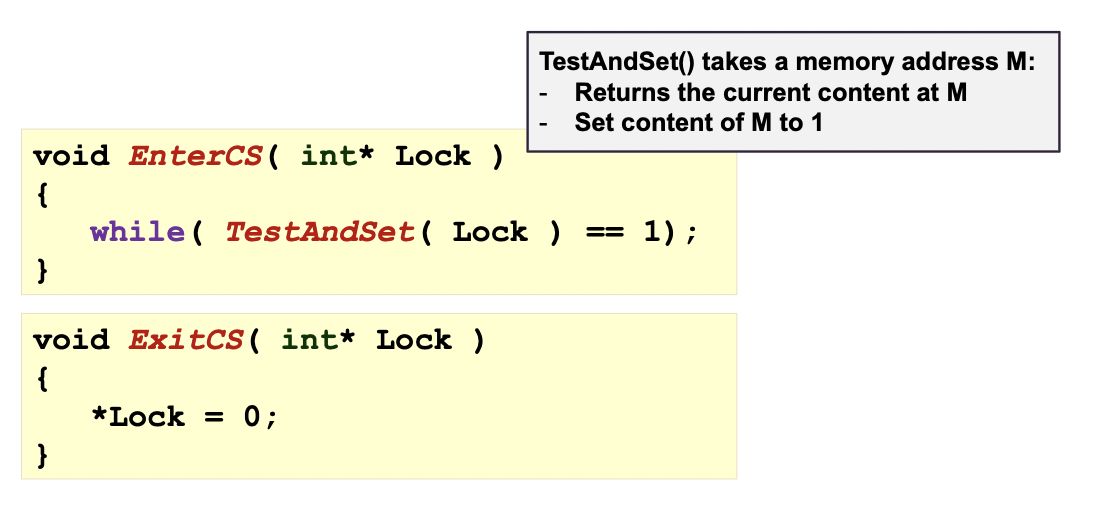 TestAndSet() takes a memory address M:
- Returns the current content at M
- Set content of M to 1
void EnterCS( int* Lock )
{
while( TestAndSet( Lock ) == 1);
}
void ExitCS( int* Lock )
{
*Lock = 0;
}